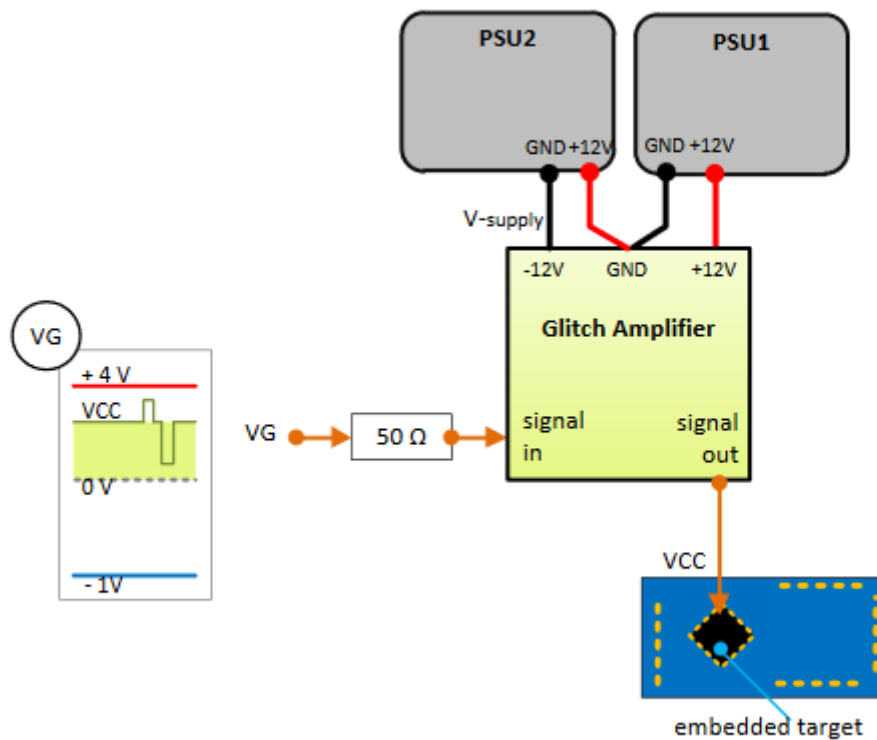 PSU2
PSU1
GND +12V
GND +12V
V-supply
-12V
GND
+12V
Glitch Amplifier
VG
+ 4 V
VCC
0 V
- 1V
VG
50 Ω
signal in
signal out
VCC
embedded target